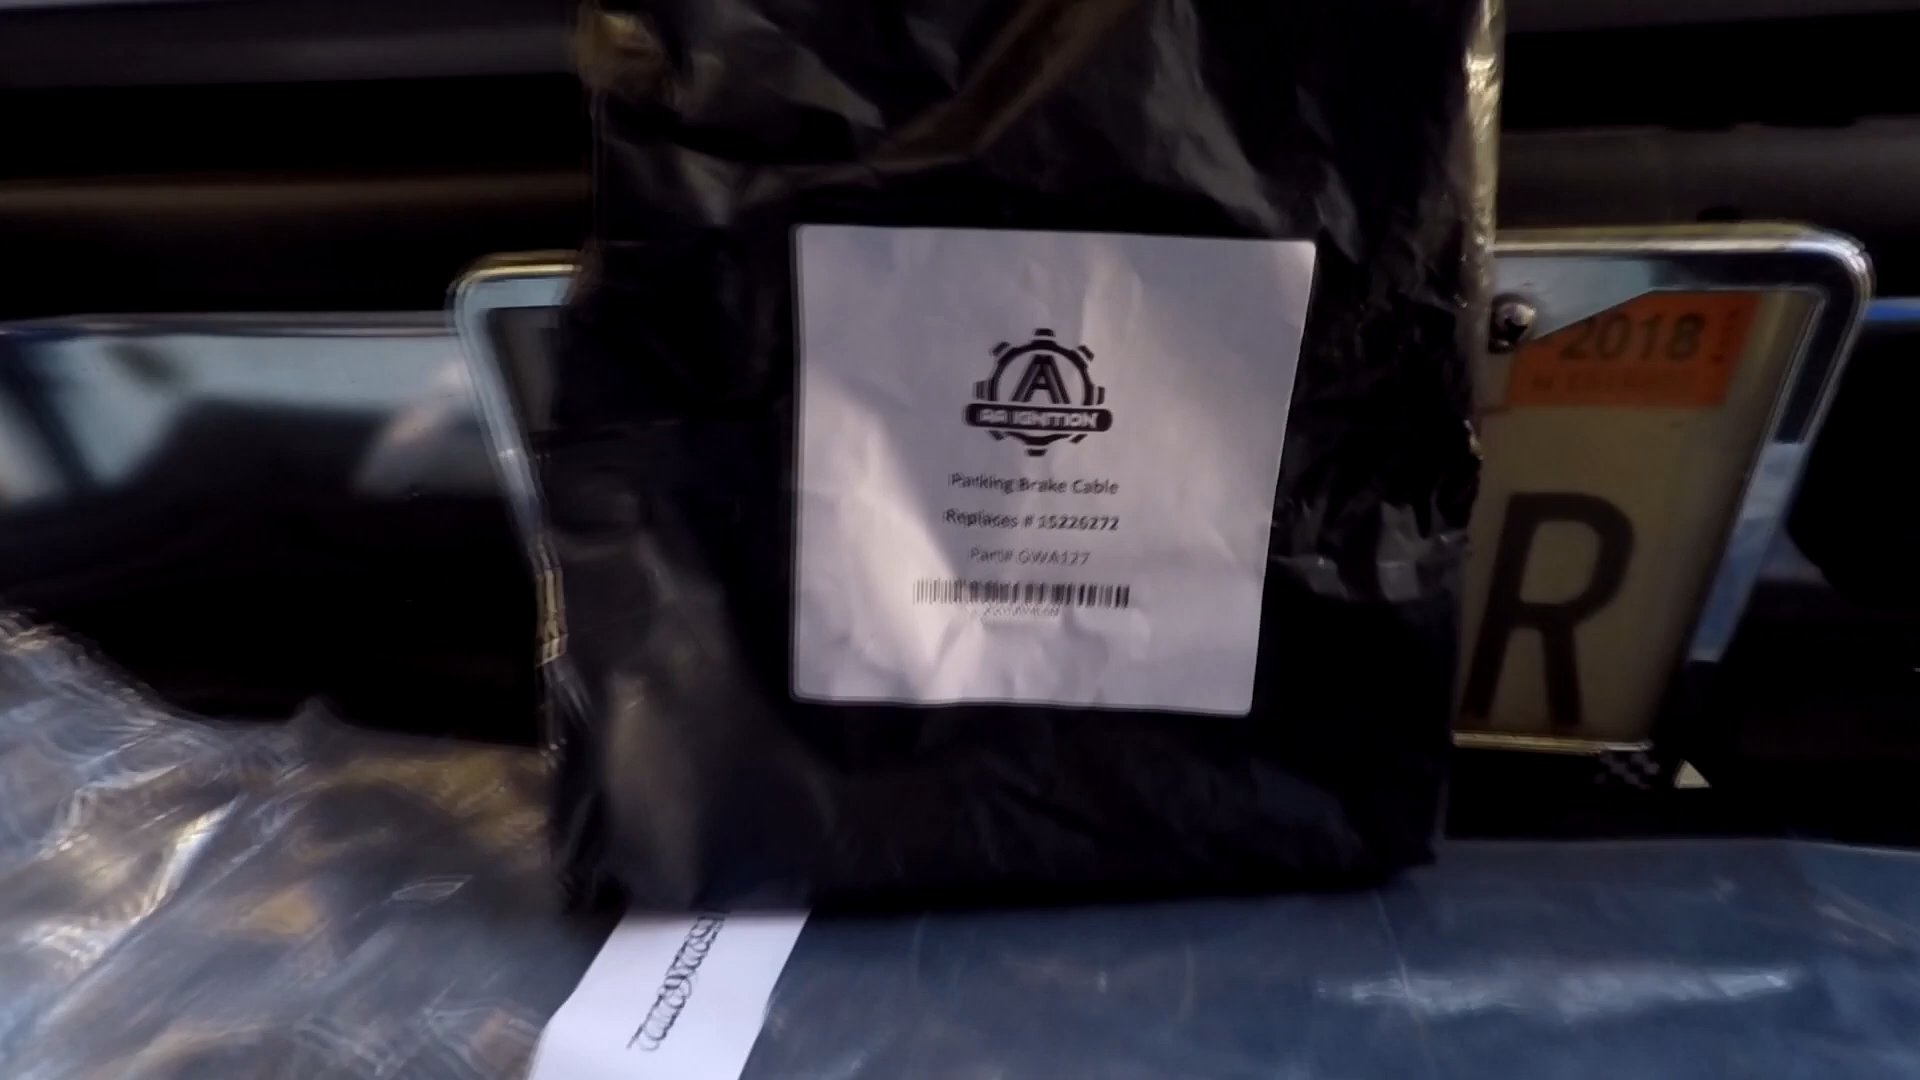 A
AA IGNITION
Parking Brake Cable
Replaces # 15226272
Part# GWA127
2018
R